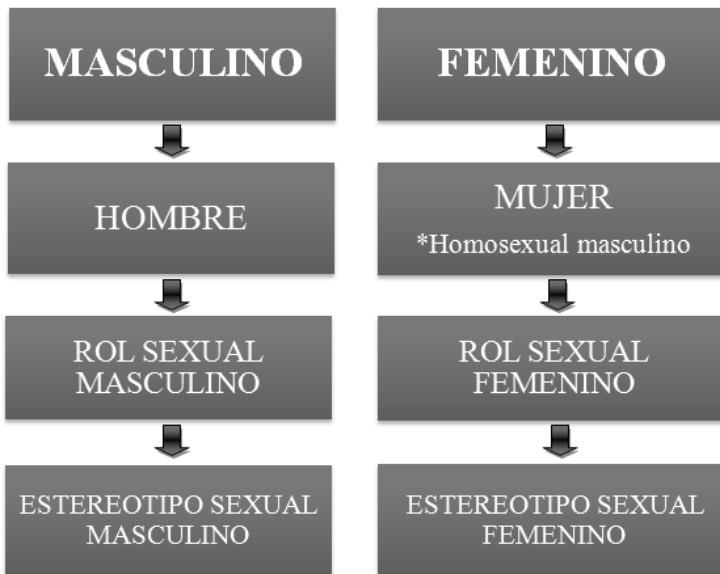 MASCULINO
HOMBRE
ROL SEXUAL
MASCULINO
ESTEREOTIPO SEXUAL
MASCULINO
FEMENINO
MUJER
*Homosexual masculino
ROL SEXUAL
FEMENINO
ESTEREOTIPO SEXUAL
FEMENINO